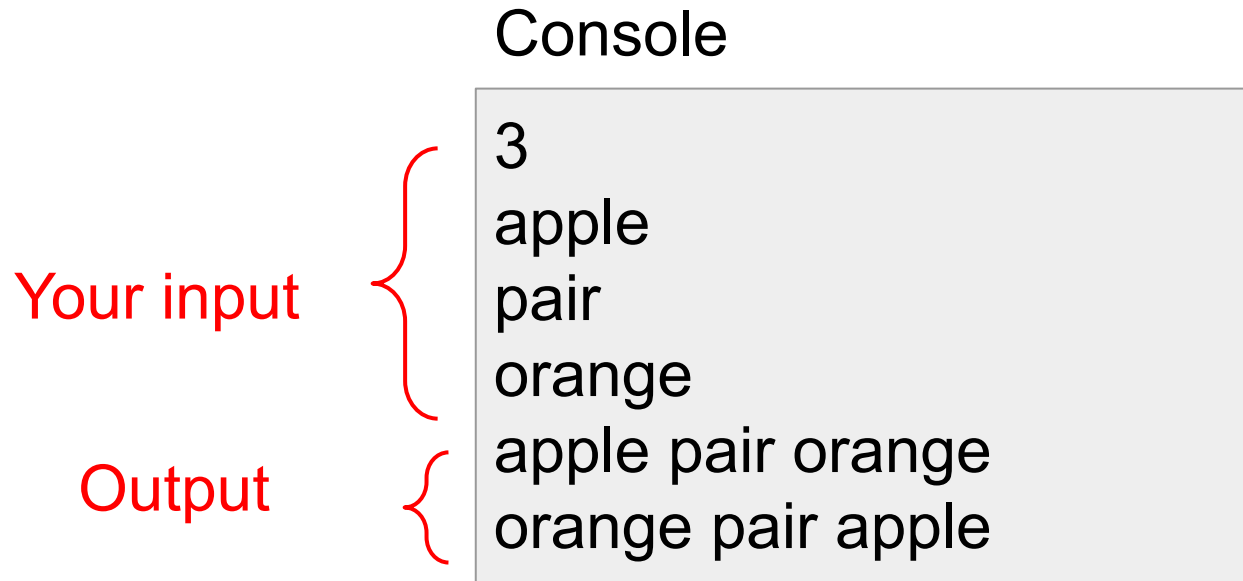 Console
3
apple
pair
Your input
orange
apple pair orange
Output
orange pair apple